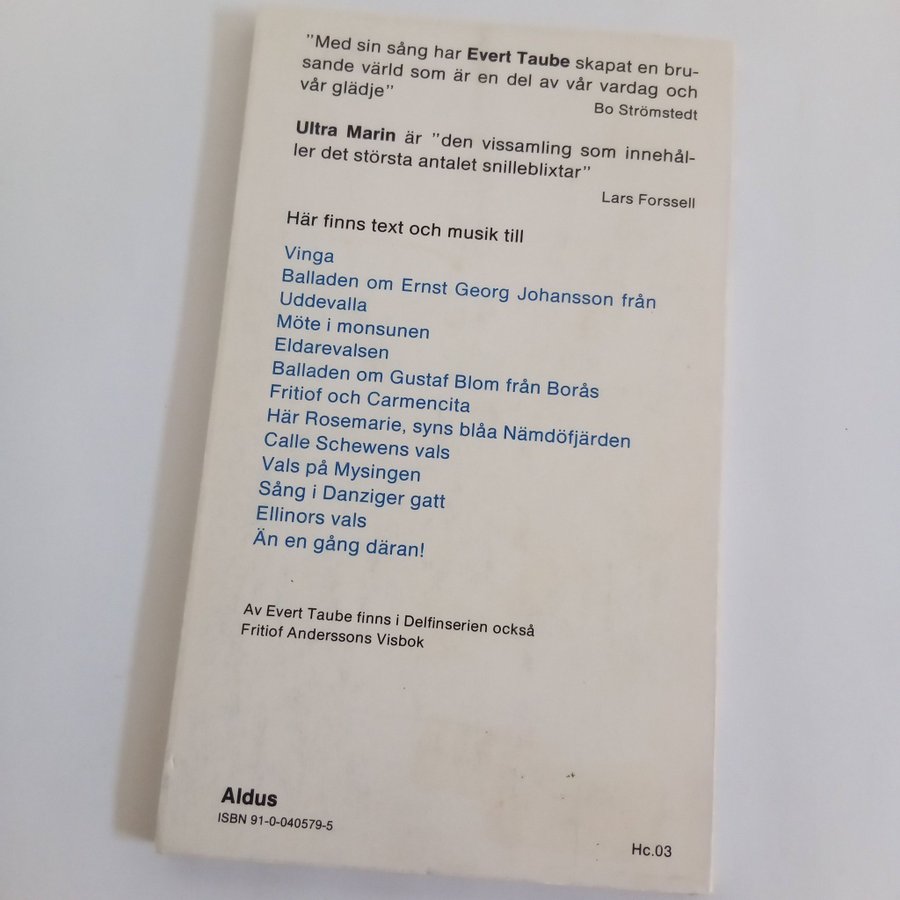 "Med sin sång har Evert Taube skapat en bru-
sande värld som är en del av vår vardag och
vår glädje"
Bo Strömstedt
Ultra Marin är "den vissamling som innehål-
ler det största antalet snilleblixtar"
Lars Forssell
Här finns text och musik till
Vinga
Balladen om Ernst Georg Johansson från
Uddevalla
Möte i monsunen
Eldarevalsen
Balladen om Gustaf Blom från Borås
Fritiof och Carmencita
Här Rosemarie, syns blåa Nämdöfjärden
Calle Schewens vals
Vals på Mysingen
Sång i Danziger gatt
Ellinors vals
Än en gång däran!
Av Evert Taube finns i Delfinserien också
Fritiof Anderssons Visbok
Aldus
ISBN 91-0-040579-5
Hc.03